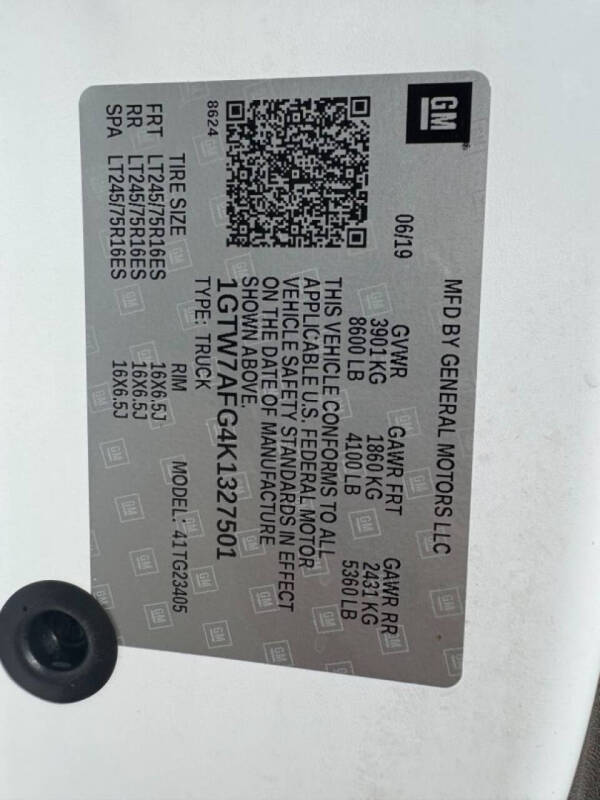 GM
MFD BY GENERAL MOTORS LLC
06/19
GVWR GAWR FRT GAWR RR
3901 KG 1860 KG 2431 KG
8600 LB 4100 LB 5360 LB
THIS VEHICLE CONFORMS TO ALL
APPLICABLE U.S. FEDERAL MOTOR
VEHICLE SAFETY STANDARDS IN EFFECT
ON THE DATE OF MANUFACTURE
SHOWN ABOVE.
1GTW7AFG4K1327501
TYPE: TRUCK
8624
MODEL: 41TG23405
TIRE SIZE RIM
FRT LT245/75R16ES 16X6.5J
RR LT245/75R16ES 16X6.5J
SPA LT245/75R16ES 16X6.5J